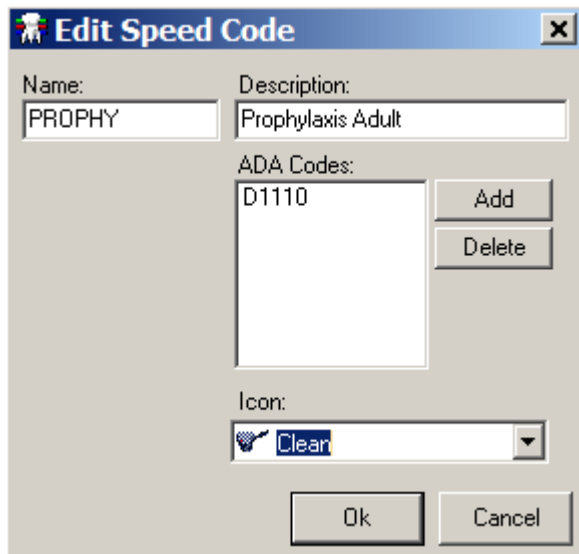 Edit Speed Code
Name:
PROPHY
Description:
Prophylaxis Adult
ADA Codes:
D1110
Add
Delete
Icon:
Clean
Ok
Cancel